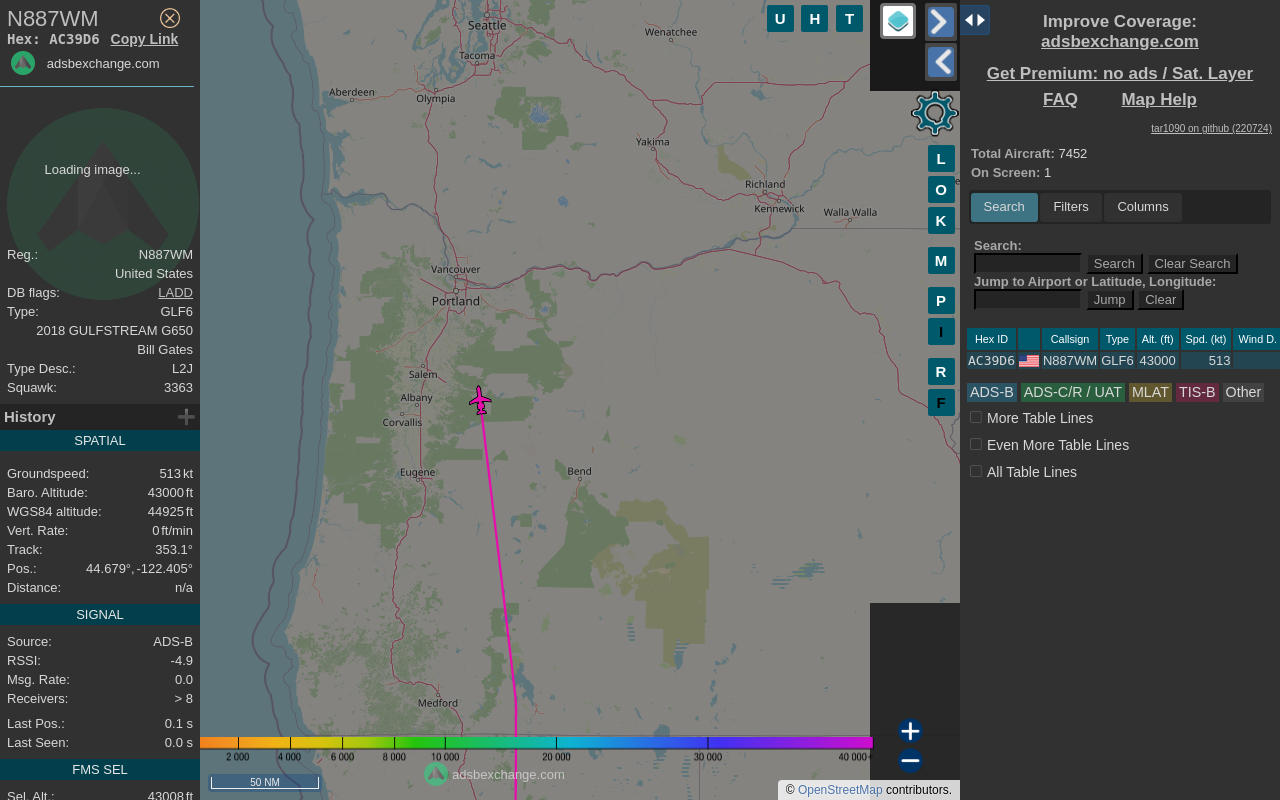 N887WM
Hex: AC39D6 Copy Link
adsbexchange.com
Loading image...
Reg.: N887WM
United States
DB flags: LADD
Type: GLF6
2018 GULFSTREAM G650
Bill Gates
Type Desc.: L2J
Squawk: 3363
History
SPATIAL
Groundspeed: 513 kt
Baro. Altitude: 43000 ft
WGS84 altitude: 44925 ft
Vert. Rate: 0 ft/min
Track: 353.1°
Pos.: 44.679°, -122.405°
Distance: n/a
SIGNAL
Source: ADS-B
RSSI: -4.9
Msg. Rate: 0.0
Receivers: > 8
Last Pos.: 0.1 s
Last Seen: 0.0 s
FMS SEL
Sel. Alt.: 43008 ft
Seattle
Wenatchee
Tacoma
Aberdeen
Olympia
Yakima
Richland
Kennewick
Walla Walla
Vancouver
Portland
Salem
Albany
Corvallis
Eugene
Bend
Medford
2 000 4 000 6 000 8 000 10 000 20 000 30 000 40 000+
50 NM
adsbexchange.com
© OpenStreetMap contributors.
U H T
L
O
K
M
P
I
R
F
Improve Coverage:
adsbexchange.com
Get Premium: no ads / Sat. Layer
FAQ Map Help
tar1090 on github (220724)
Total Aircraft: 7452
On Screen: 1
Search Filters Columns
Search:
Search Clear Search
Jump to Airport or Latitude, Longitude:
Jump Clear
Hex ID Callsign Type Alt. (ft) Spd. (kt) Wind D.
AC39D6 N887WM GLF6 43000 513
ADS-B ADS-C/R / UAT MLAT TIS-B Other
More Table Lines
Even More Table Lines
All Table Lines